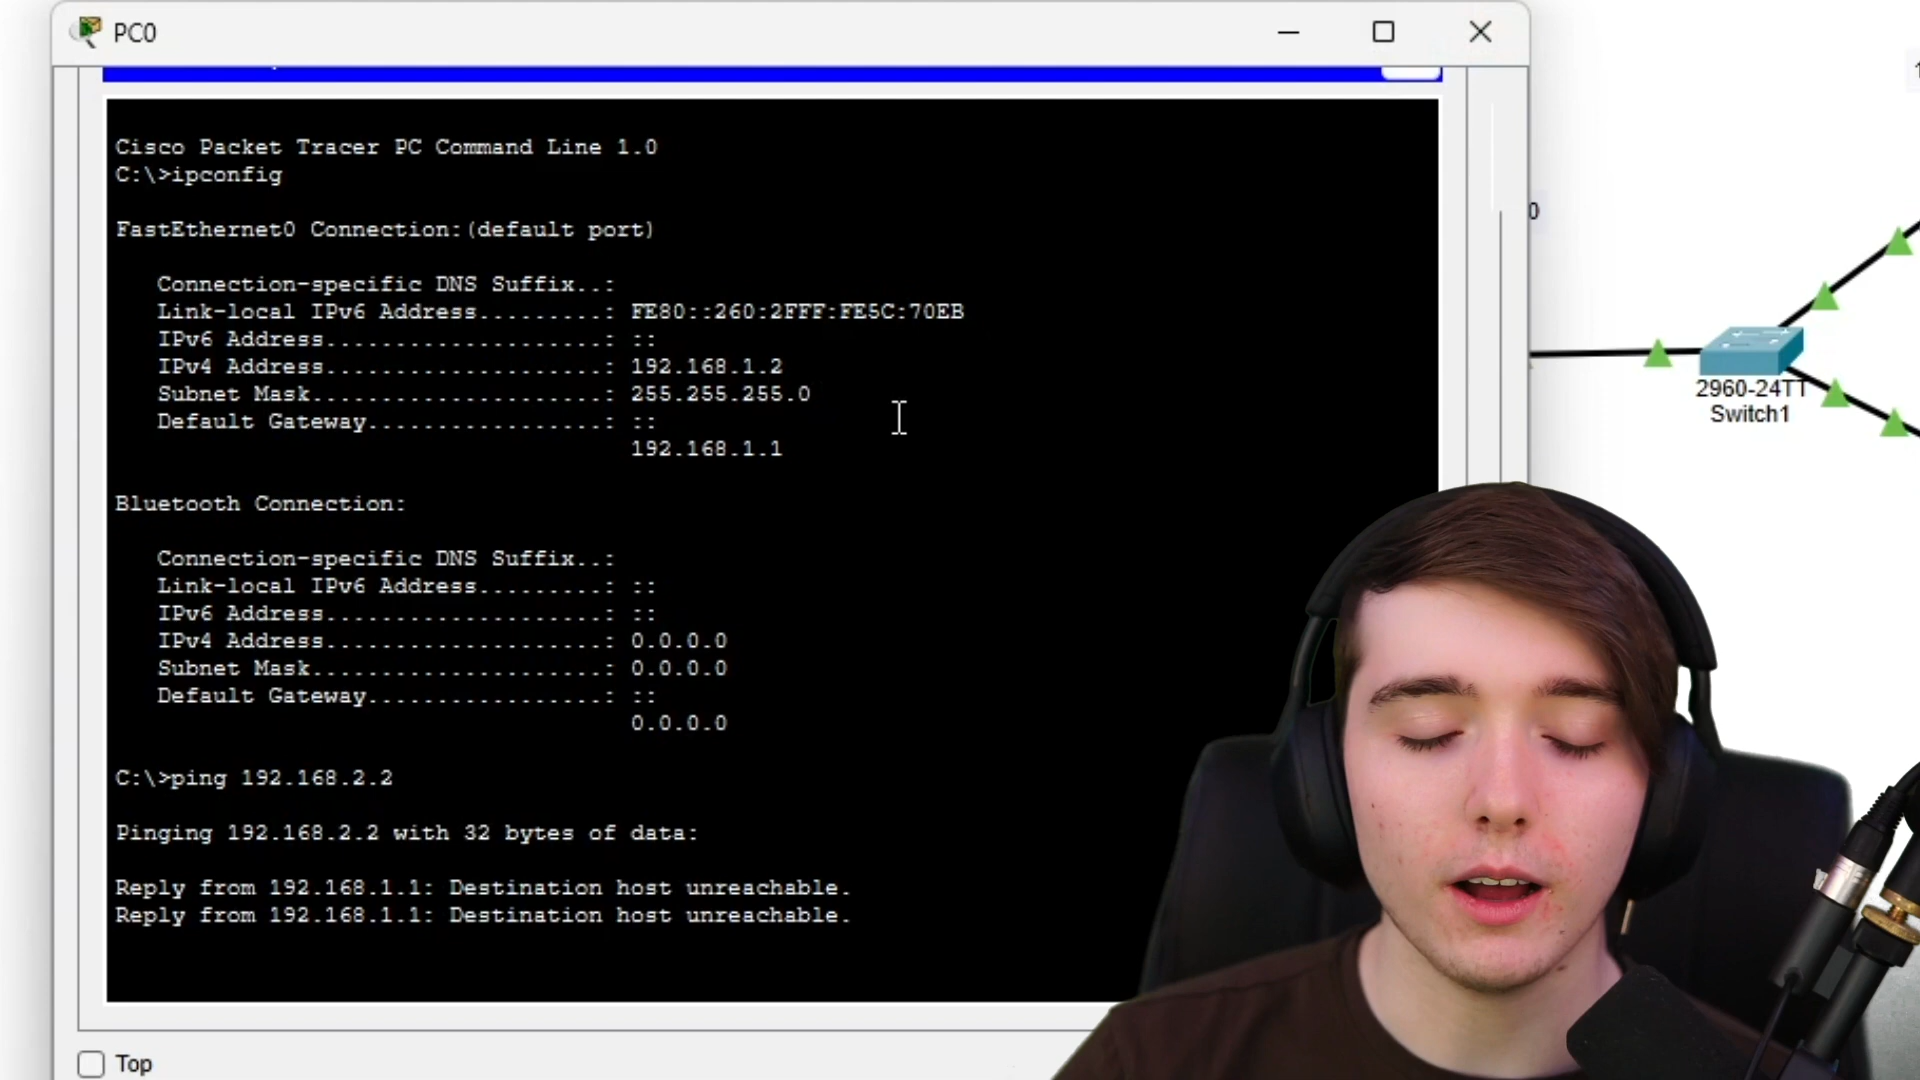 PC0
Cisco Packet Tracer PC Command Line 1.0
C:\>ipconfig
FastEthernet0 Connection:(default port)
Connection-specific DNS Suffix..:
Link-local IPv6 Address.........: FE80::260:2FFF:FE5C:70EB
IPv6 Address....................: ::
IPv4 Address....................: 192.168.1.2
Subnet Mask.....................: 255.255.255.0
Default Gateway.................: ::
192.168.1.1
Bluetooth Connection:
Connection-specific DNS Suffix..:
Link-local IPv6 Address.........: ::
IPv6 Address....................: ::
IPv4 Address....................: 0.0.0.0
Subnet Mask.....................: 0.0.0.0
Default Gateway.................: ::
0.0.0.0
C:\>ping 192.168.2.2
Pinging 192.168.2.2 with 32 bytes of data:
Reply from 192.168.1.1: Destination host unreachable.
Reply from 192.168.1.1: Destination host unreachable.
Top
0
2960-24TT
Switch1